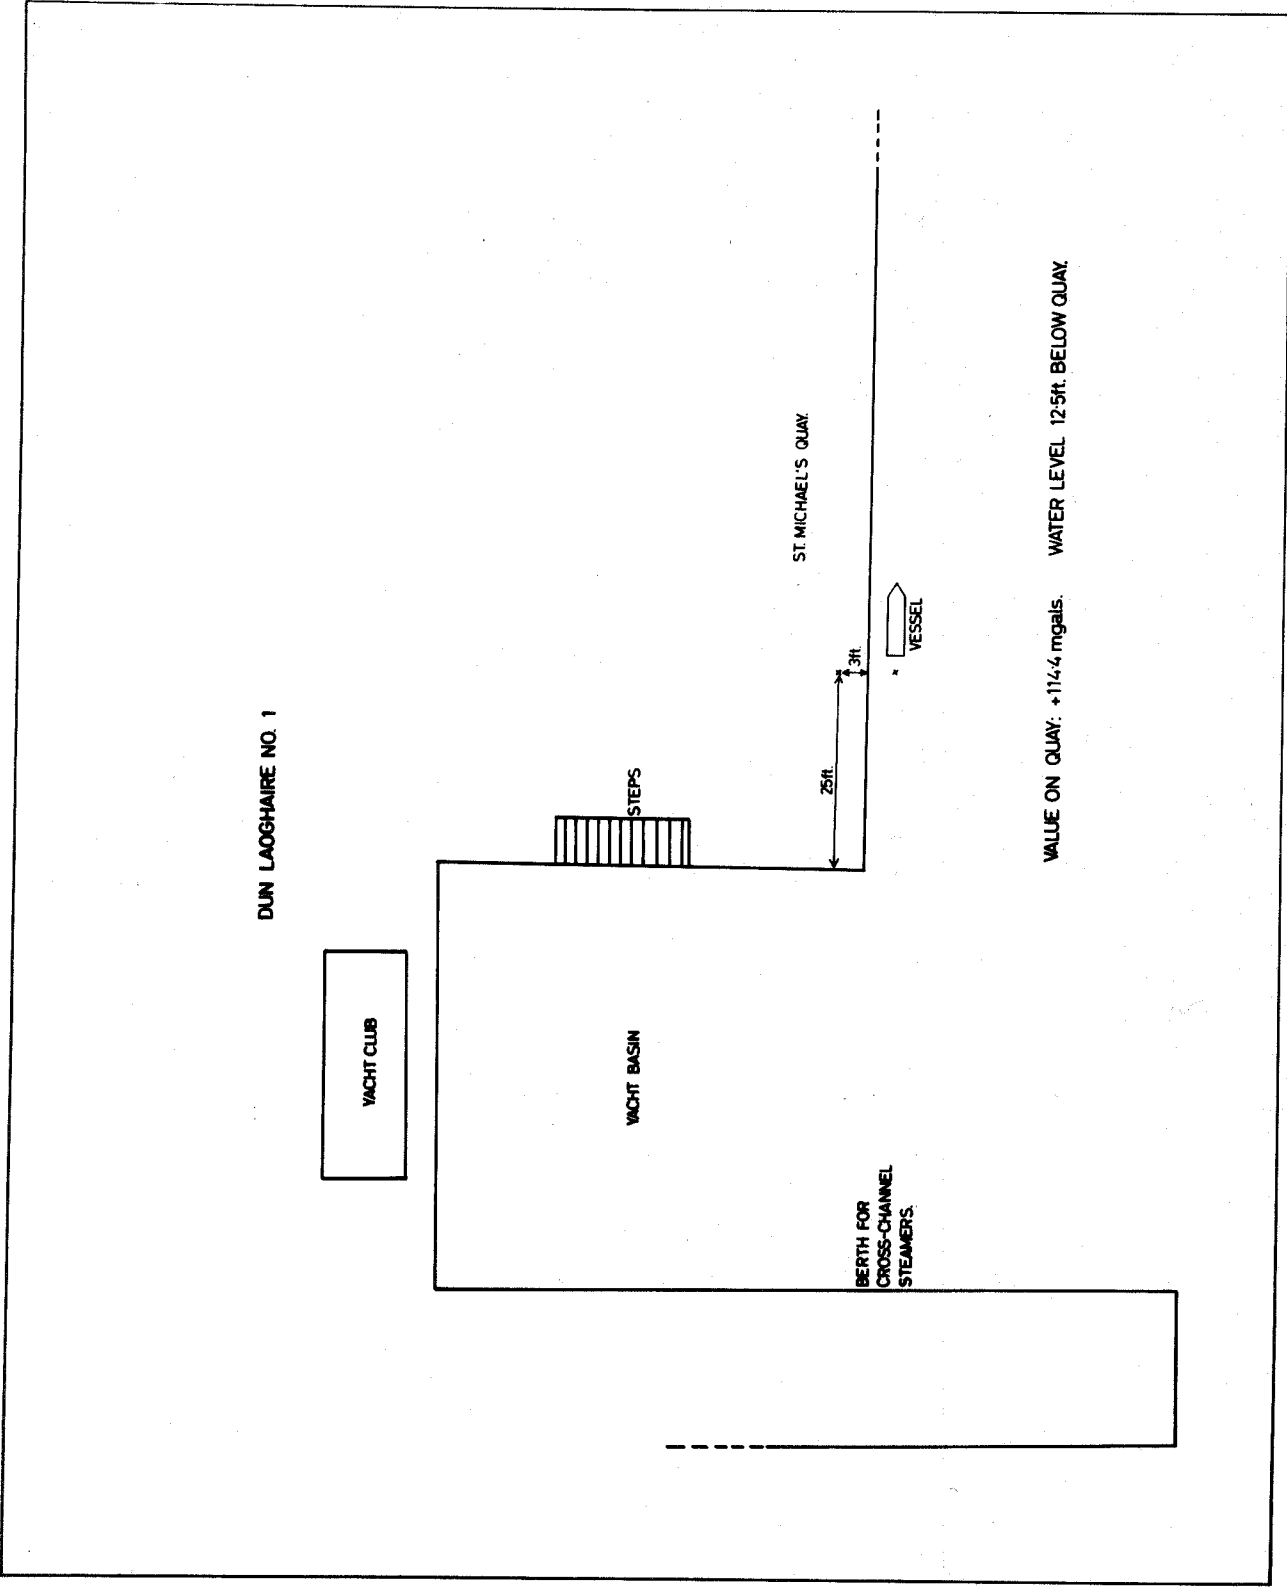 DUN LAOGHAIRE NO. 1
YACHT CLUB
STEPS
YACHT BASIN
ST. MICHAEL'S QUAY.
25ft.
3ft.
VESSEL
BERTH FOR
CROSS-CHANNEL
STEAMERS.
VALUE ON QUAY: +114·4 mgals. WATER LEVEL 12·5ft. BELOW QUAY.